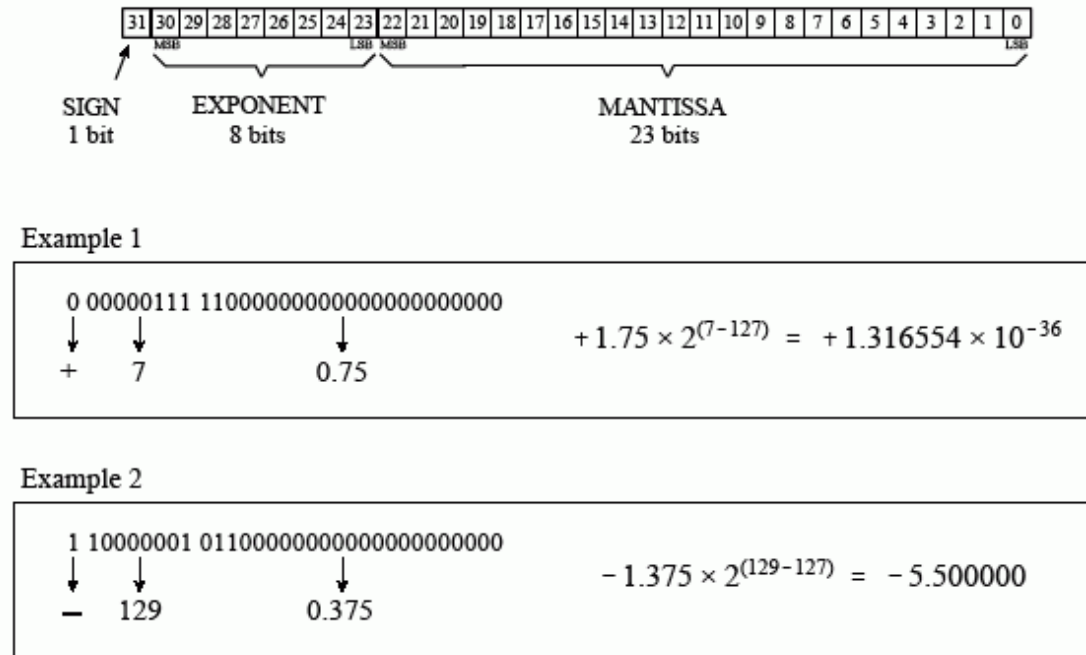 31 30 29 28 27 26 25 24 23 22 21 20 19 18 17 16 15 14 13 12 11 10 9 8 7 6 5 4 3 2 1 0
MSB LSB MSB LSB
SIGN EXPONENT MANTISSA
1 bit 8 bits 23 bits
Example 1
0 00000111 11000000000000000000000
+ 7 0.75
+1.75 × 2^(7−127) = +1.316554 × 10^−36
Example 2
1 10000001 01100000000000000000000
− 129 0.375
−1.375 × 2^(129−127) = −5.500000